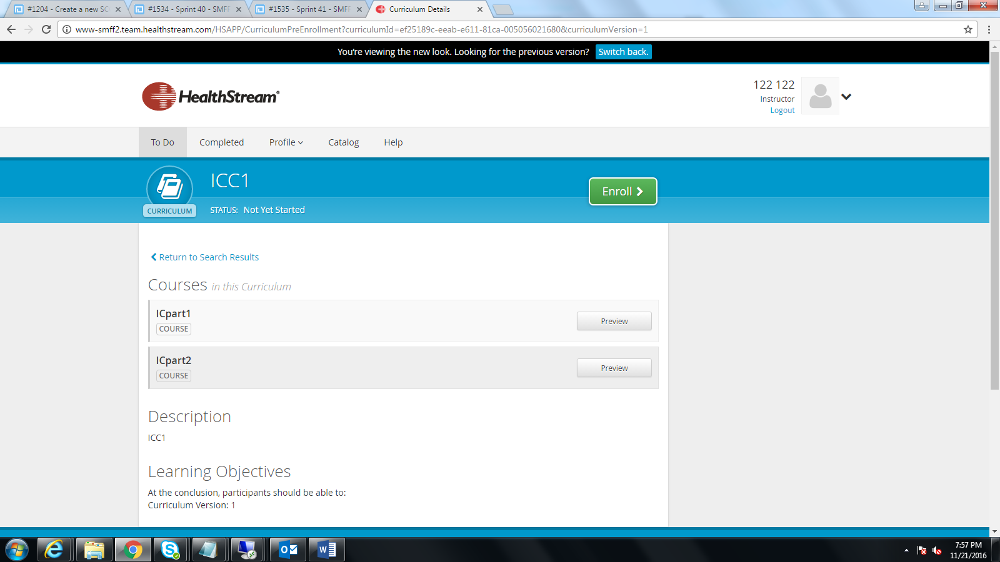 #1204 - Create a new SC
#1534 - Sprint 40 - SMFF
#1535 - Sprint 41 - SMFF
Curriculum Details
www-smff2.team.healthstream.com/HSAPP/CurriculumPreEnrollment?curriculumId=ef25189c-eeab-e611-81ca-005056021680&curriculumVersion=1
You're viewing the new look. Looking for the previous version? Switch back.
HealthStream®
122 122
Instructor
Logout
To Do Completed Profile Catalog Help
ICC1
Enroll
CURRICULUM
STATUS: Not Yet Started
Return to Search Results
Courses in this Curriculum
ICpart1
COURSE
Preview
ICpart2
COURSE
Preview
Description
ICC1
Learning Objectives
At the conclusion, participants should be able to:
Curriculum Version: 1
7:57 PM
11/21/2016